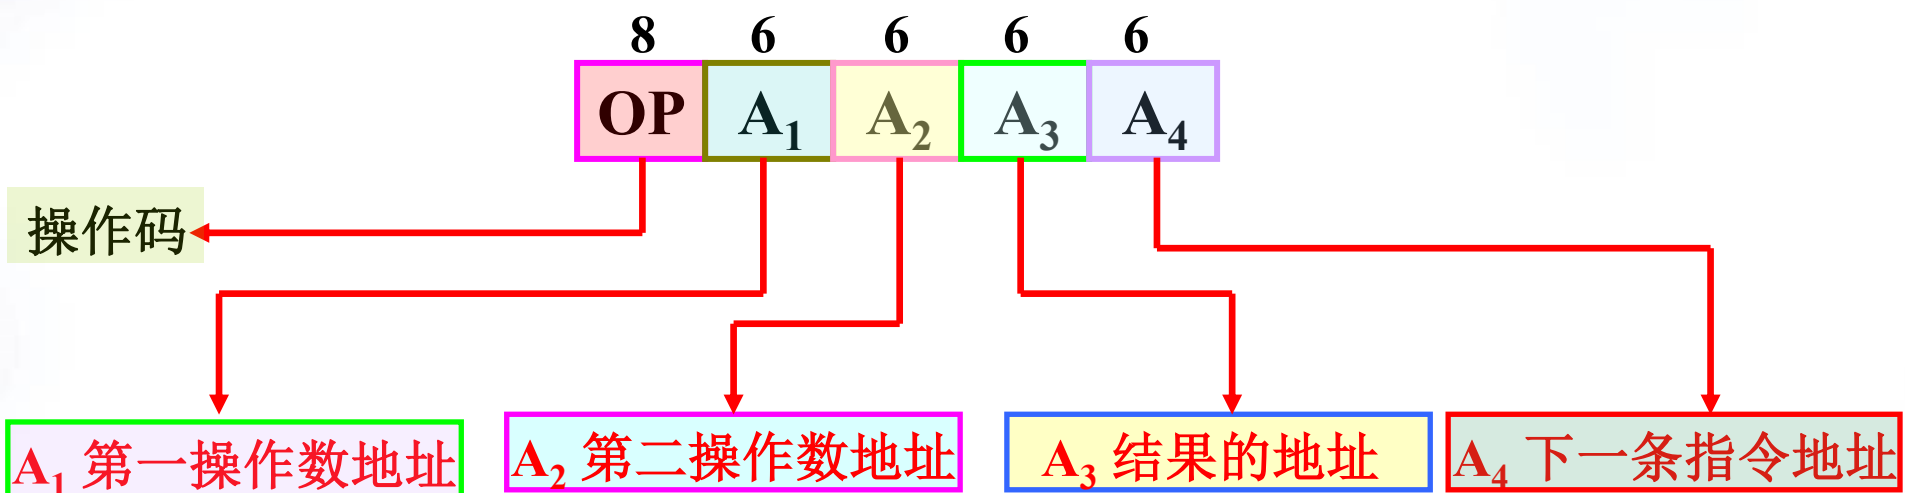 8 6 6 6 6
OP A₁ A₂ A₃ A₄
操作码
A₁ 第一操作数地址
A₂ 第二操作数地址
A₃ 结果的地址
A₄ 下一条指令地址